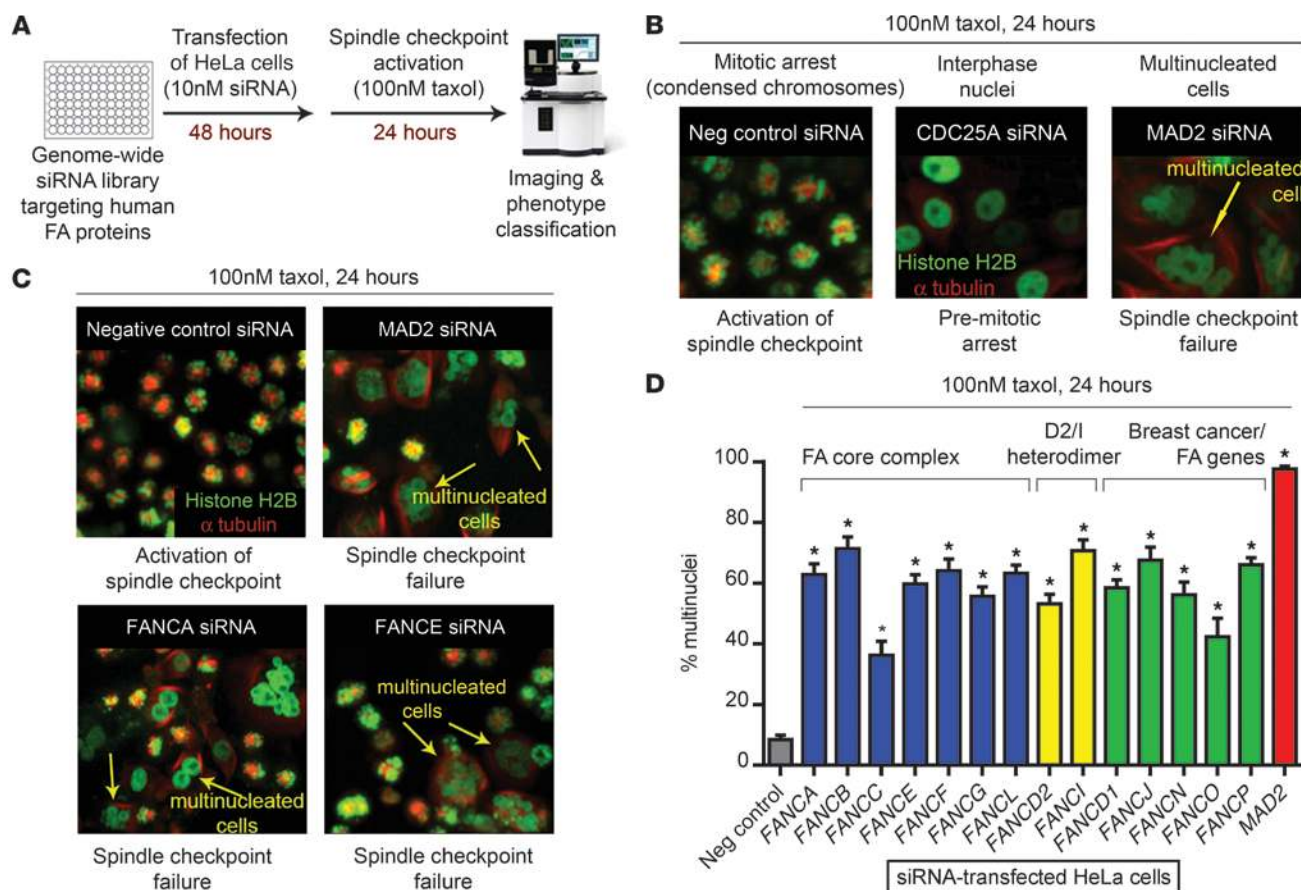 A
Transfection
of HeLa cells
(10nM siRNA)
48 hours
Spindle checkpoint
activation
(100nM taxol)
24 hours
Genome-wide
siRNA library
targeting human
FA proteins
Imaging &
phenotype
classification
B
100nM taxol, 24 hours
Mitotic arrest
(condensed chromosomes)
Neg control siRNA
Activation of
spindle checkpoint
Interphase
nuclei
CDC25A siRNA
Histone H2B
α tubulin
Pre-mitotic
arrest
Multinucleated
cells
MAD2 siRNA
multinucleated
cell
Spindle checkpoint
failure
C
100nM taxol, 24 hours
Negative control siRNA
Histone H2B
α tubulin
Activation of
spindle checkpoint
MAD2 siRNA
multinucleated
cells
Spindle checkpoint
failure
FANCA siRNA
multinucleated
cells
Spindle checkpoint
failure
FANCE siRNA
multinucleated
cells
Spindle checkpoint
failure
D
100nM taxol, 24 hours
FA core complex
D2/I
heterodimer
Breast cancer/
FA genes
* * * * * * * * * * * * * * *
% multinuclei
100
80
60
40
20
0
Neg control
FANCA
FANCB
FANCC
FANCE
FANCF
FANCG
FANCL
FANCD2
FANCI
FANCD1
FANCJ
FANCN
FANCO
FANCP
MAD2
siRNA-transfected HeLa cells